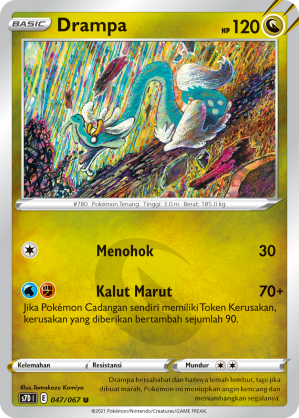 BASIC
Drampa
HP 120
#780 Pokémon Tenang Tinggi: 3.0 m Berat: 185.0 kg
Menohok 30
Kalut Marut 70+
Jika Pokémon Cadangan sendiri memiliki Token Kerusakan,
kerusakan yang diberikan bertambah sejumlah 90.
Kelemahan Resistansi Mundur
Ilus. Tomokazu Komiya
S7D I E 047/067 U
Drampa bersahabat dan hatinya lemah lembut, tapi jika
dibuat marah, Pokémon ini meniupkan angin kencang dan
menghancurkan segalanya.
©2021 Pokémon/Nintendo/Creatures/GAME FREAK